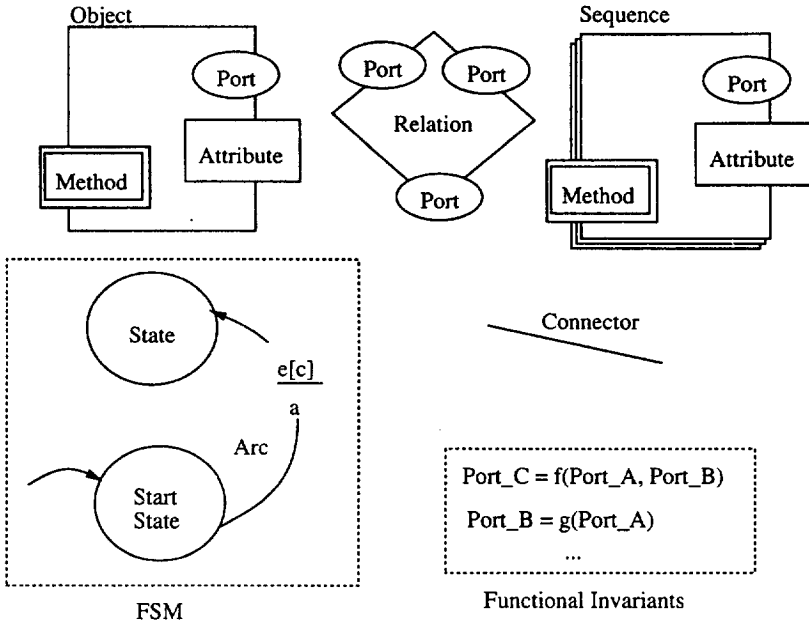 Object
Port
Attribute
Method
Port
Port
Relation
Port
Sequence
Port
Attribute
Method
State
e[c]
a
Arc
Start
State
FSM
Connector
Port_C = f(Port_A, Port_B)
Port_B = g(Port_A)
...
Functional Invariants